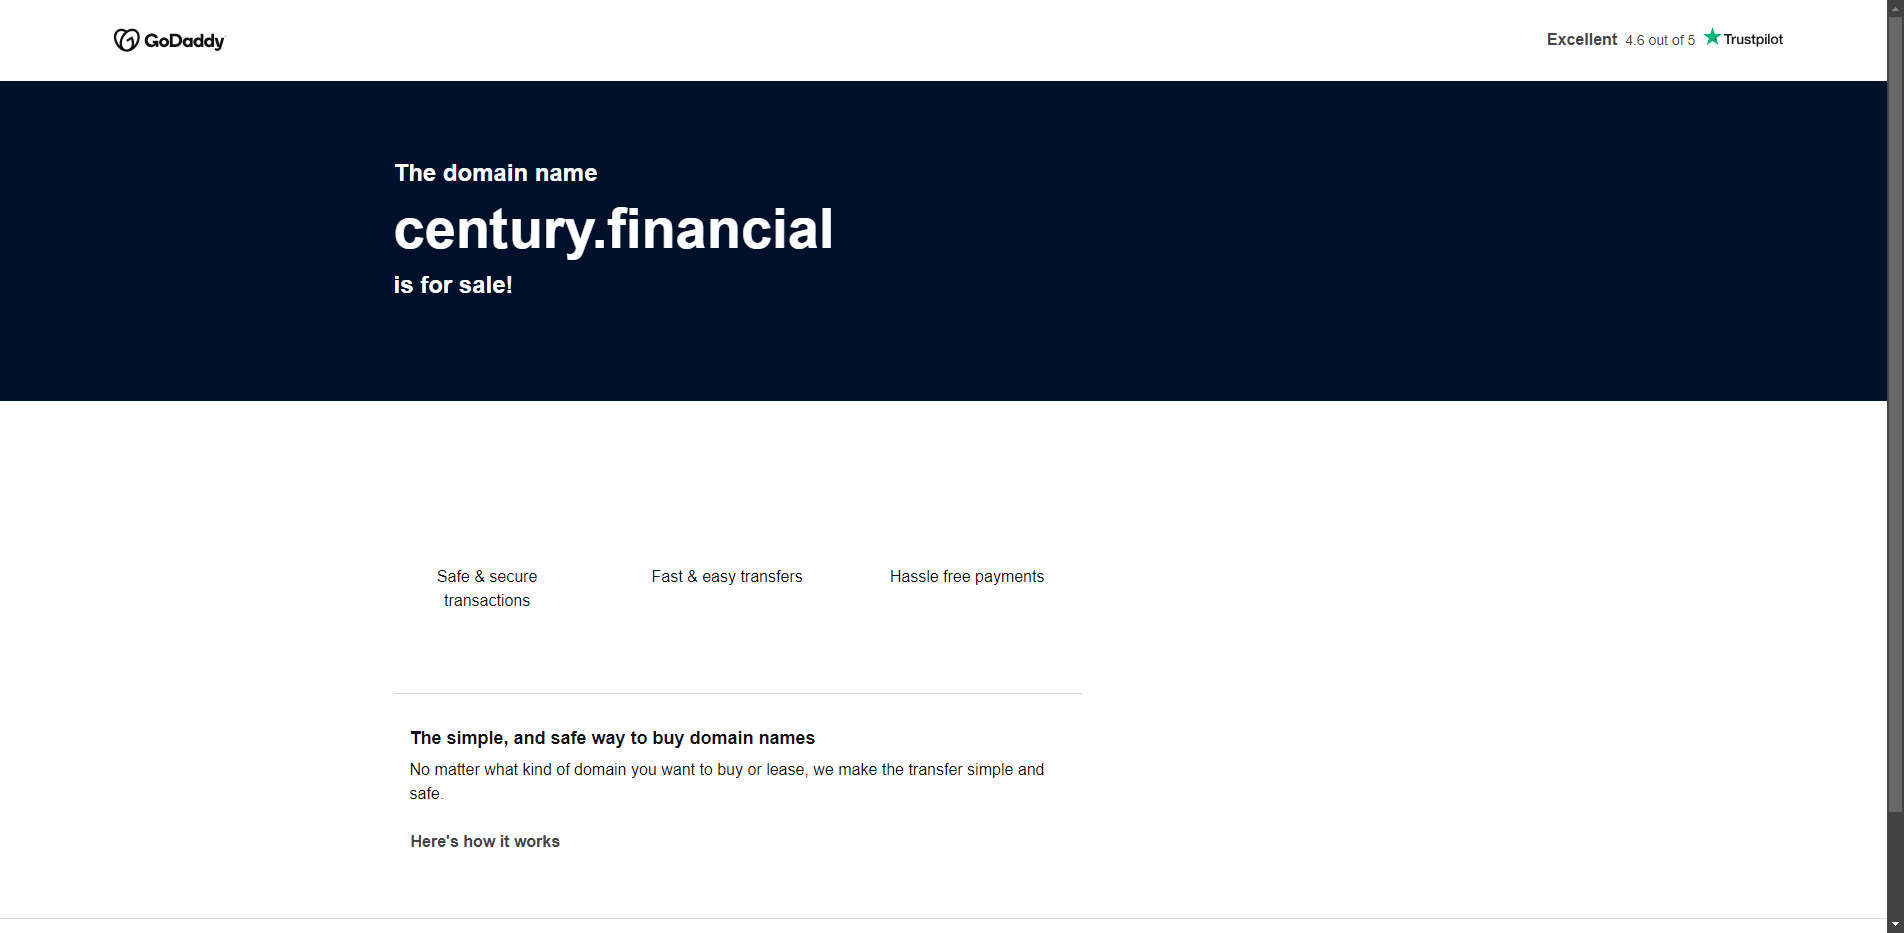 GoDaddy
Excellent 4.6 out of 5 Trustpilot
The domain name
century.financial
is for sale!
Safe & secure
transactions
Fast & easy transfers
Hassle free payments
The simple, and safe way to buy domain names
No matter what kind of domain you want to buy or lease, we make the transfer simple and
safe.
Here's how it works